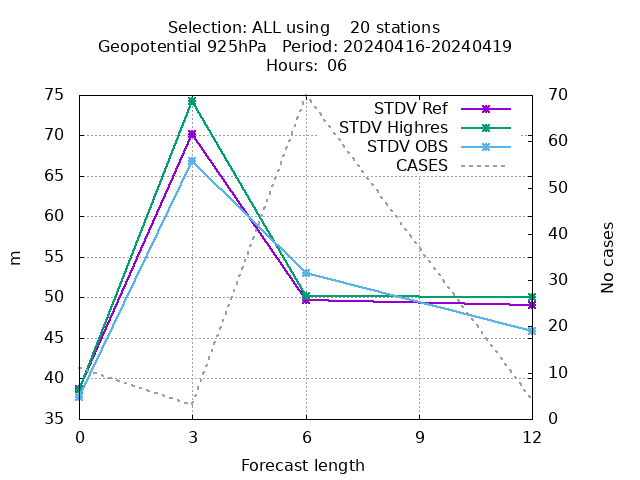 Selection: ALL using    20 stations
Geopotential 925hPa   Period: 20240416-20240419
Hours: 06
STDV Ref
STDV Highres
STDV OBS
CASES
75
70
65
60
55
50
45
40
35
m
70
60
50
40
30
20
10
0
No cases
0 3 6 9 12
Forecast length